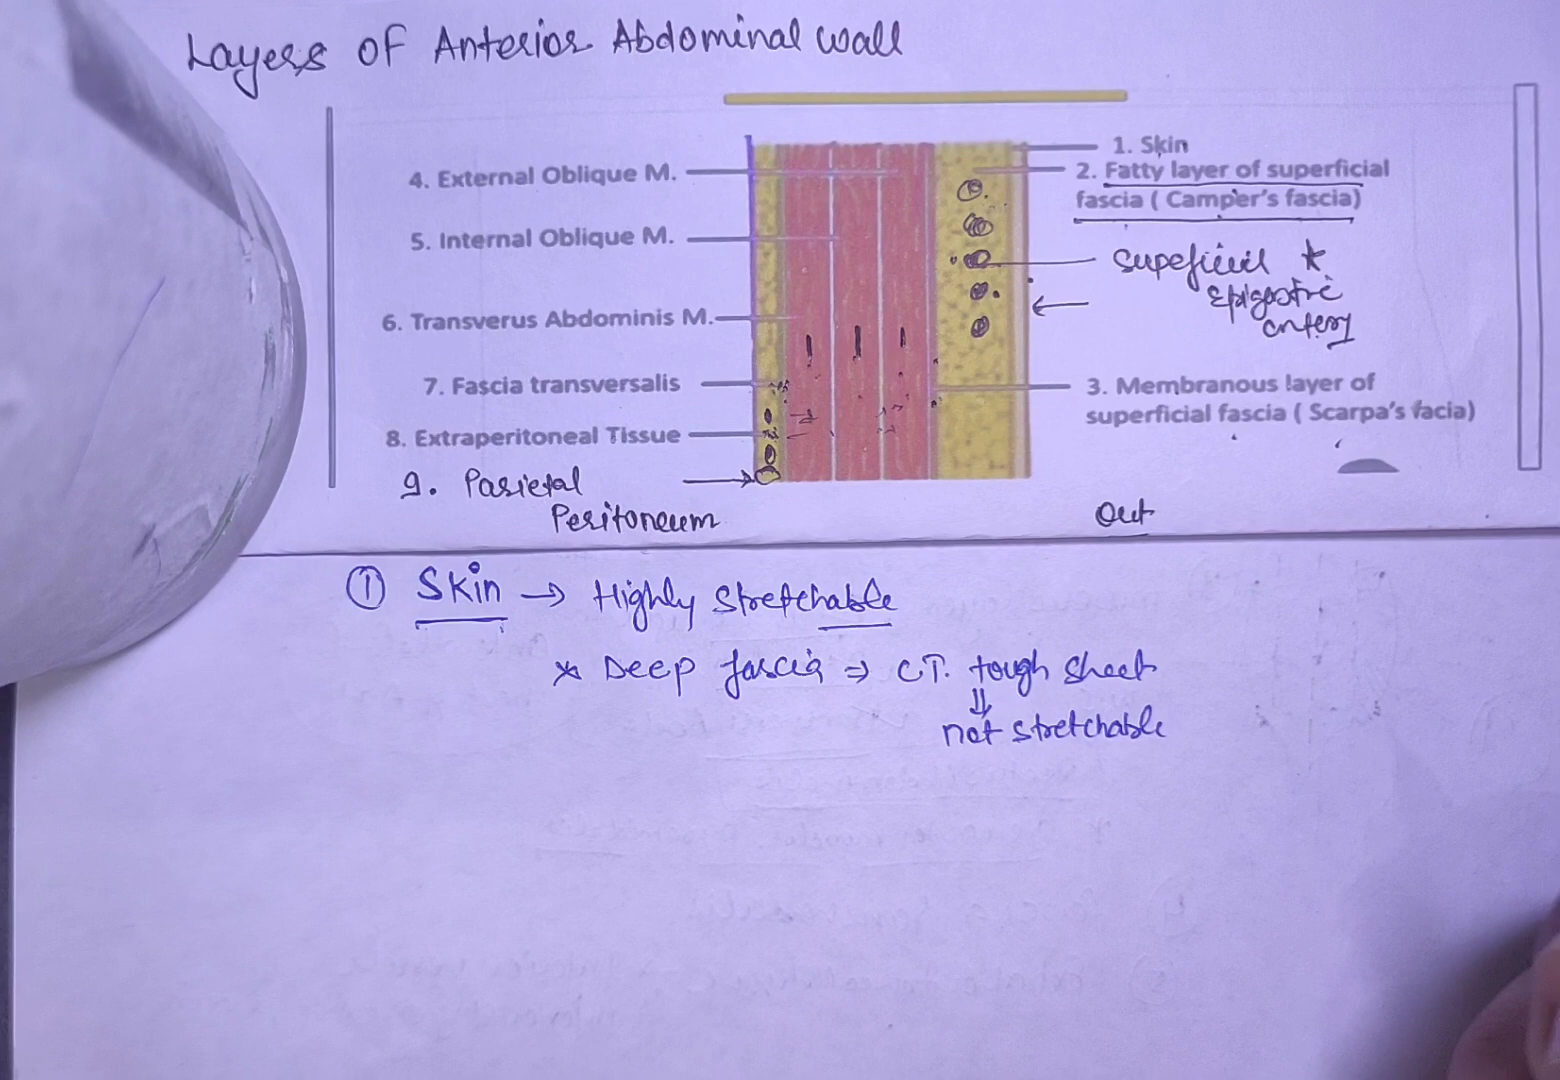 Layers of Anterior Abdominal wall
4. External Oblique M.
5. Internal Oblique M.
6. Transverus Abdominis M.
7. Fascia transversalis
8. Extraperitoneal Tissue
9. Parietal
Peritoneum
1. Skin
2. Fatty layer of superficial
fascia ( Camper's fascia)
Epigastric
artery
3. Membranous layer of
superficial fascia ( Scarpa's facia)
Out
① Skin → Highly Stretchable
* Deep fascia ⇒ CT. tough sheet
⇓
not stretchable